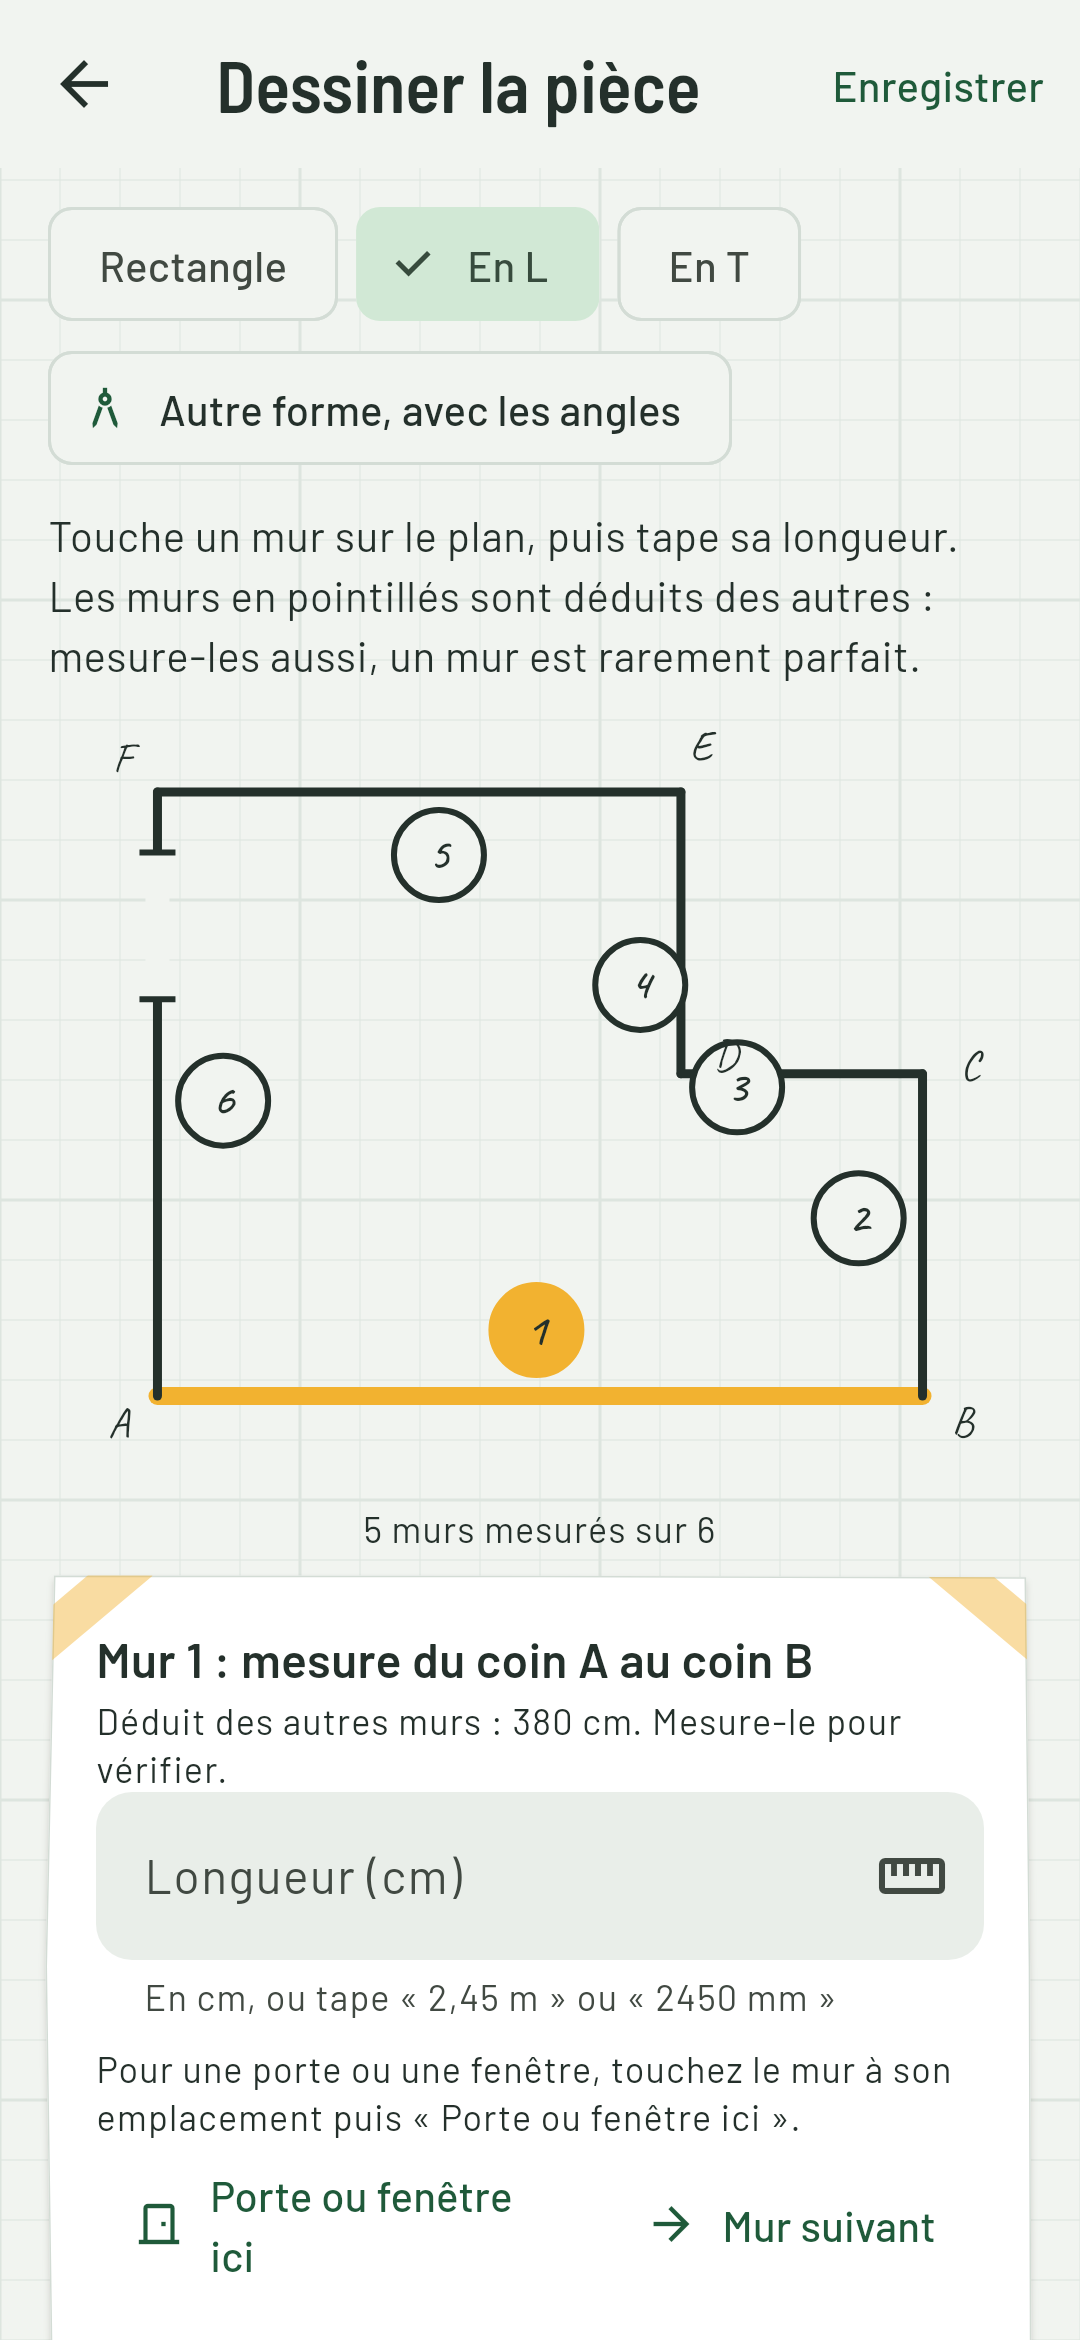 Dessiner la pièce
Enregistrer
Rectangle
En L
En T
Autre forme, avec les angles
Touche un mur sur le plan, puis tape sa longueur.
Les murs en pointillés sont déduits des autres :
mesure-les aussi, un mur est rarement parfait.
F
E
5
4
D
3
C
6
2
1
A
B
5 murs mesurés sur 6
Mur 1 : mesure du coin A au coin B
Déduit des autres murs : 380 cm. Mesure-le pour
vérifier.
Longueur (cm)
En cm, ou tape « 2,45 m » ou « 2450 mm »
Pour une porte ou une fenêtre, touchez le mur à son
emplacement puis « Porte ou fenêtre ici ».
Porte ou fenêtre
ici
Mur suivant